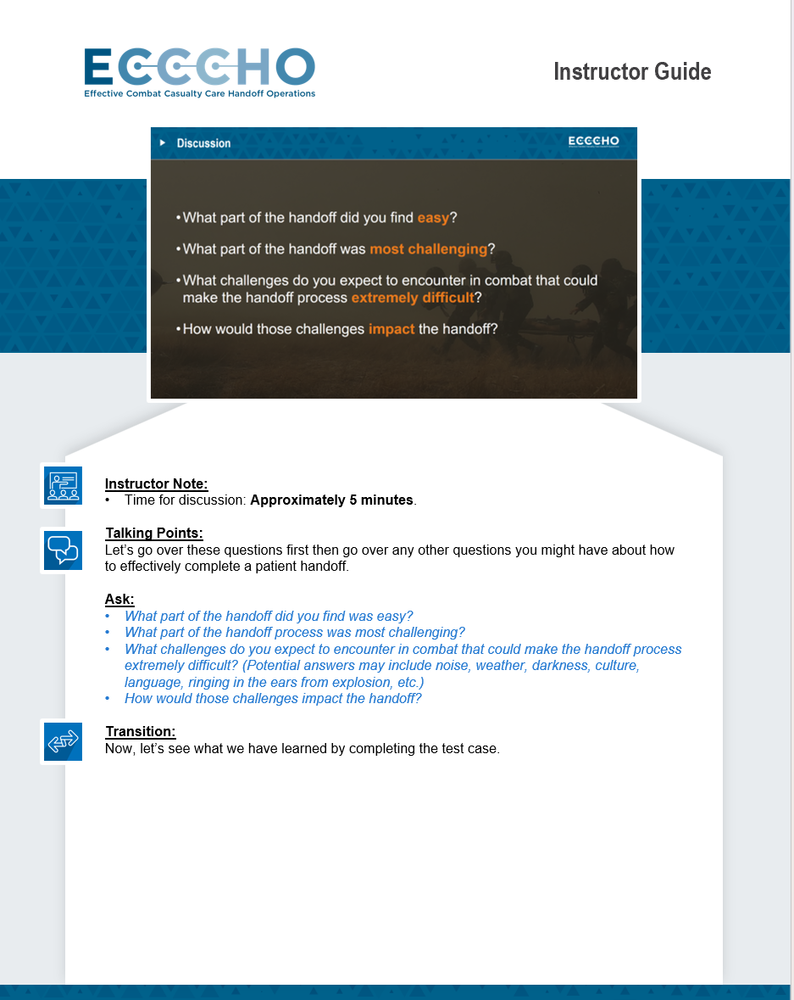 ECCCHO
Effective Combat Casualty Care Handoff Operations
Instructor Guide
Discussion
ECCCHO
• What part of the handoff did you find easy?
• What part of the handoff was most challenging?
• What challenges do you expect to encounter in combat that could
make the handoff process extremely difficult?
• How would those challenges impact the handoff?
Instructor Note:
• Time for discussion: Approximately 5 minutes.
Talking Points:
Let’s go over these questions first then go over any other questions you might have about how
to effectively complete a patient handoff.
Ask:
• What part of the handoff did you find was easy?
• What part of the handoff process was most challenging?
• What challenges do you expect to encounter in combat that could make the handoff process
extremely difficult? (Potential answers may include noise, weather, darkness, culture,
language, ringing in the ears from explosion, etc.)
• How would those challenges impact the handoff?
Transition:
Now, let’s see what we have learned by completing the test case.